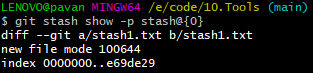 LENOVO@pavan MINGW64 /e/code/10.Tools (main)
$ git stash show -p stash@{0}
diff --git a/stash1.txt b/stash1.txt
new file mode 100644
index 0000000..e69de29